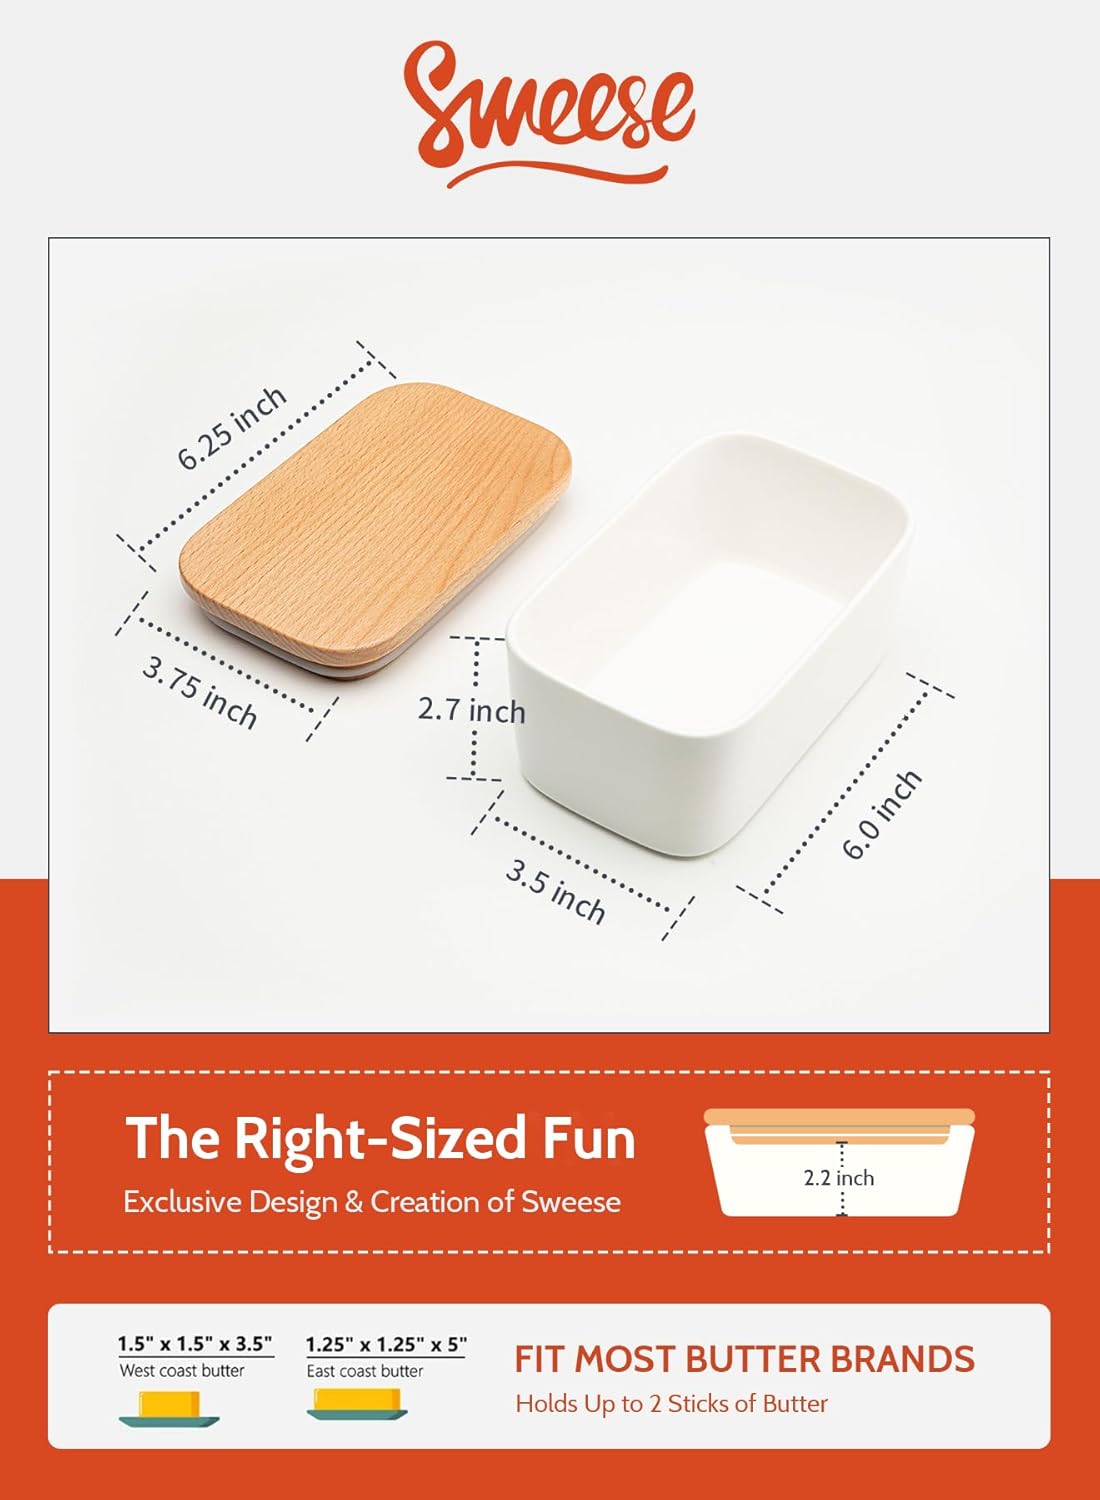 Sweese
6.25 inch
3.75 inch
2.7 inch
3.5 inch
6.0 inch
The Right-Sized Fun
Exclusive Design & Creation of Sweese
2.2 inch
1.5" x 1.5" x 3.5"
West coast butter
1.25" x 1.25" x 5"
East coast butter
FIT MOST BUTTER BRANDS
Holds Up to 2 Sticks of Butter